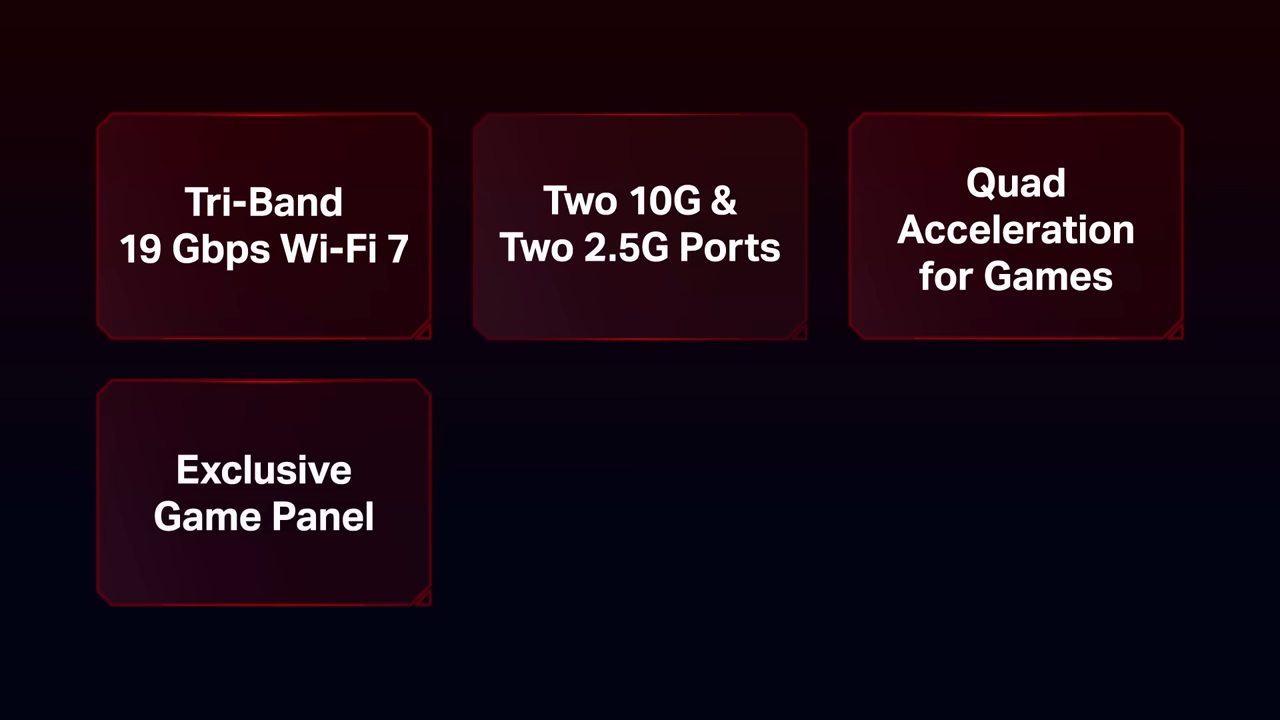 Tri-Band
19 Gbps Wi-Fi 7
Two 10G &
Two 2.5G Ports
Quad
Acceleration
for Games
Exclusive
Game Panel